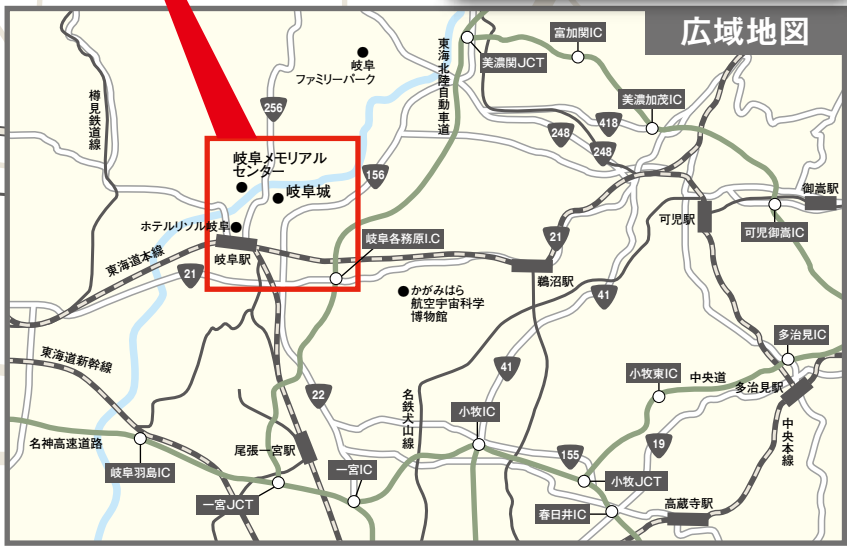 広域地図
富加関IC
美濃関JCT
岐阜
ファミリーパーク
東海北陸自動車道
樽見鉄道線
256
美濃加茂IC
418
248
248
岐阜メモリアル
センター
156
岐阜城
御嵩駅
可児駅
ホテルリソル岐阜
岐阜各務原I.C
21
可児御嵩IC
岐阜駅
東海道本線
21
鵜沼駅
かがみはら
航空宇宙科学
博物館
41
多治見IC
東海道新幹線
41
小牧東IC
中央道
多治見駅
22
名鉄犬山線
小牧IC
中央本線
名神高速道路
尾張一宮駅
19
155
岐阜羽島IC
一宮IC
小牧JCT
一宮JCT
高蔵寺駅
春日井IC